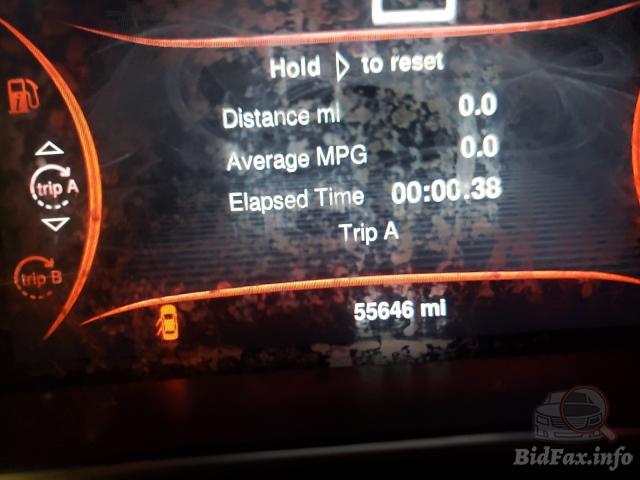 Hold ▷ to reset
Distance mi 0.0
Average MPG 0.0
Elapsed Time 00:00:38
trip A
Trip A
trip B
55646 mi
BidFax.info